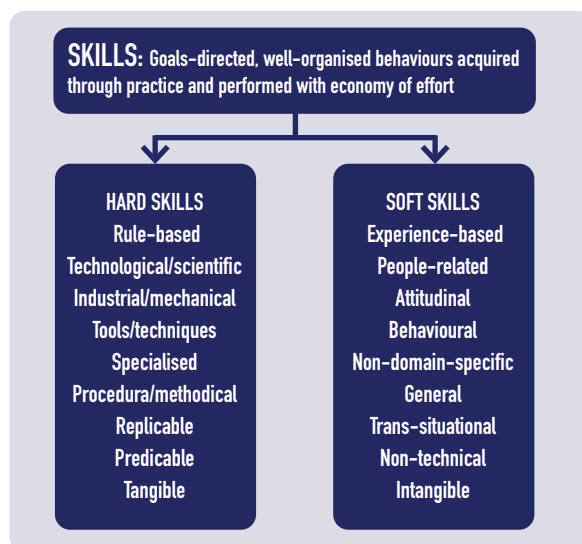 SKILLS: Goals-directed, well-organised behaviours acquired
through practice and performed with economy of effort
HARD SKILLS
Rule-based
Technological/scientific
Industrial/mechanical
Tools/techniques
Specialised
Procedura/methodical
Replicable
Predicable
Tangible
SOFT SKILLS
Experience-based
People-related
Attitudinal
Behavioural
Non-domain-specific
General
Trans-situational
Non-technical
Intangible